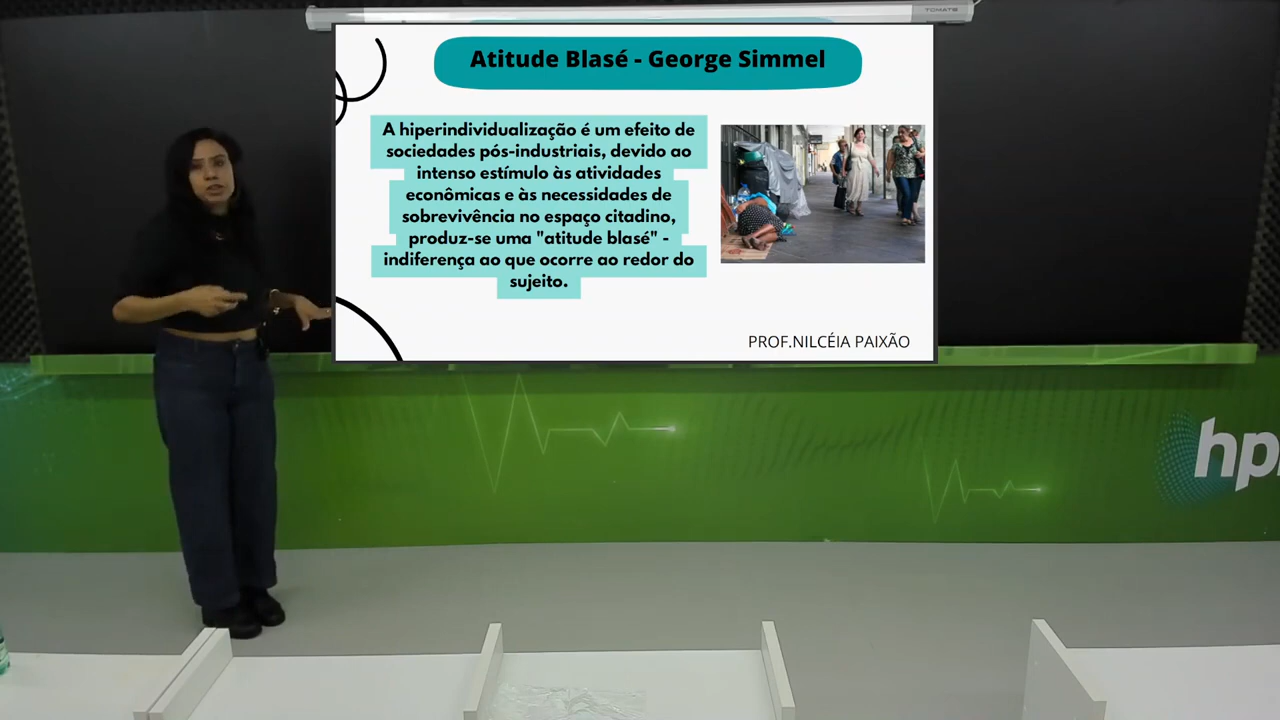 TOMATE
Atitude Blasé - George Simmel
A hiperindividualização é um efeito de
sociedades pós-industriais, devido ao
intenso estímulo às atividades
econômicas e às necessidades de
sobrevivência no espaço citadino,
produz-se uma "atitude blasé" -
indiferença ao que ocorre ao redor do
sujeito.
PROF.NILCÉIA PAIXÃO